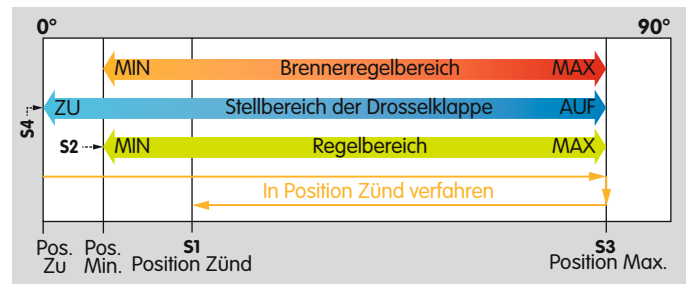 0° 90°
MIN Brennerregelbereich MAX
ZU Stellbereich der Drosselklappe AUF
S4
S2 MIN Regelbereich MAX
In Position Zünd verfahren
Pos. Zu
Pos. Min.
S1
Position Zünd
S3
Position Max.